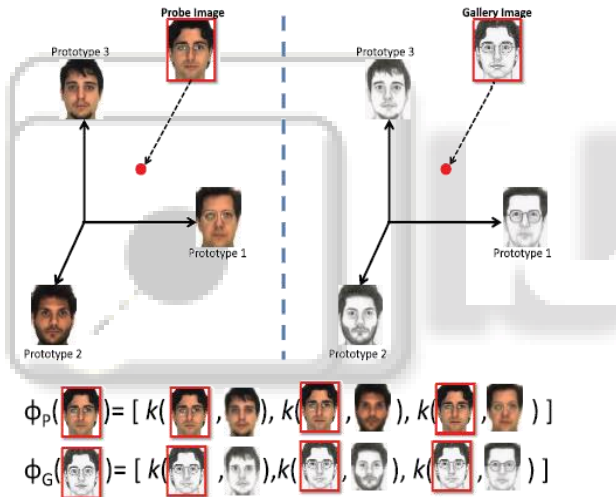 Probe Image
Gallery Image
Prototype 3
Prototype 3
Prototype 1
Prototype 1
Prototype 2
Prototype 2
ϕP( )= [ k( , ), k( , ), k( , ) ]
ϕG( )= [ k( , ),k( , ), k( , ) ]